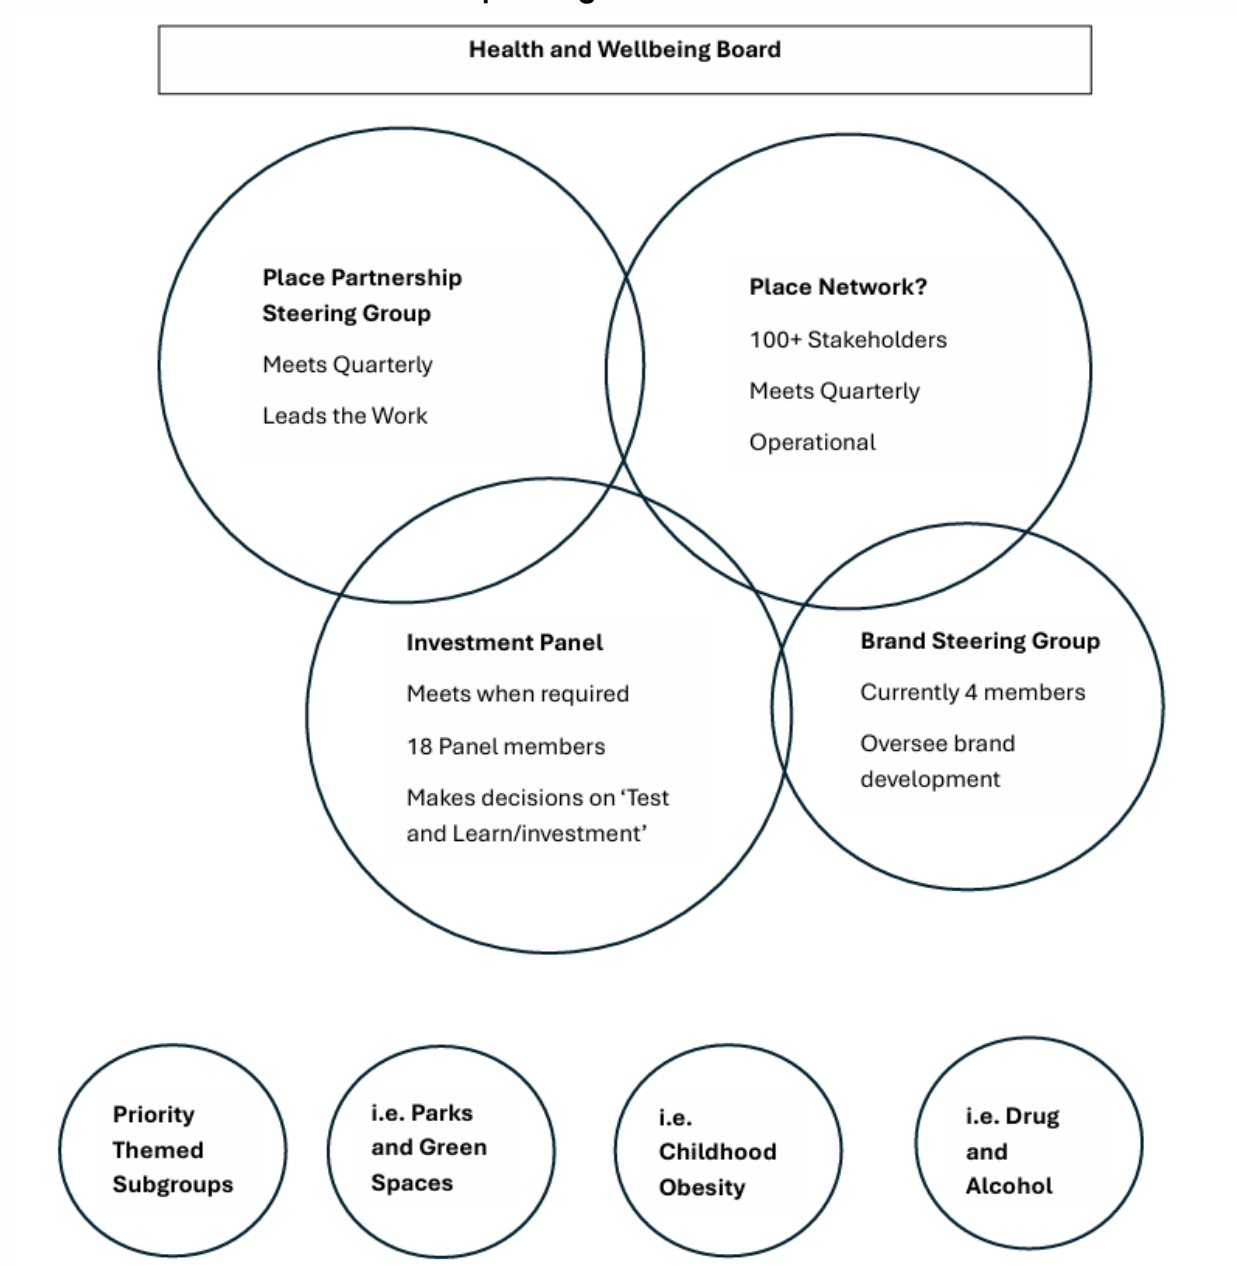 Health and Wellbeing Board
Place Partnership
Steering Group
Meets Quarterly
Leads the Work
Place Network?
100+ Stakeholders
Meets Quarterly
Operational
Investment Panel
Meets when required
18 Panel members
Makes decisions on ‘Test
and Learn/investment’
Brand Steering Group
Currently 4 members
Oversee brand
development
Priority
Themed
Subgroups
i.e. Parks
and Green
Spaces
i.e.
Childhood
Obesity
i.e. Drug
and
Alcohol